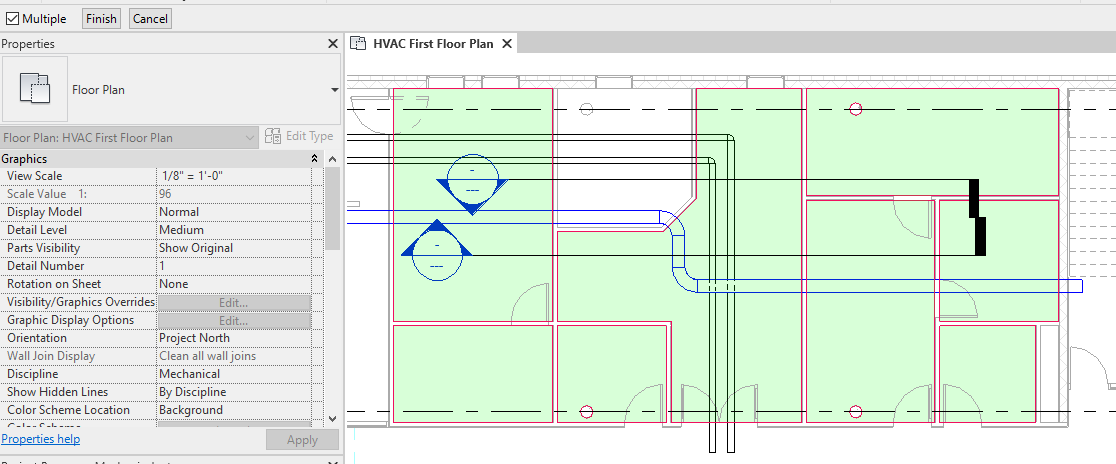 Multiple Finish Cancel
Properties
HVAC First Floor Plan
Floor Plan
Floor Plan: HVAC First Floor Plan Edit Type
Graphics
View Scale 1/8" = 1'-0"
Scale Value 1: 96
Display Model Normal
Detail Level Medium
Parts Visibility Show Original
Detail Number 1
Rotation on Sheet None
Visibility/Graphics Overrides Edit...
Graphic Display Options Edit...
Orientation Project North
Wall Join Display Clean all wall joins
Discipline Mechanical
Show Hidden Lines By Discipline
Color Scheme Location Background
Color Scheme
Properties help Apply
-
---
-
---